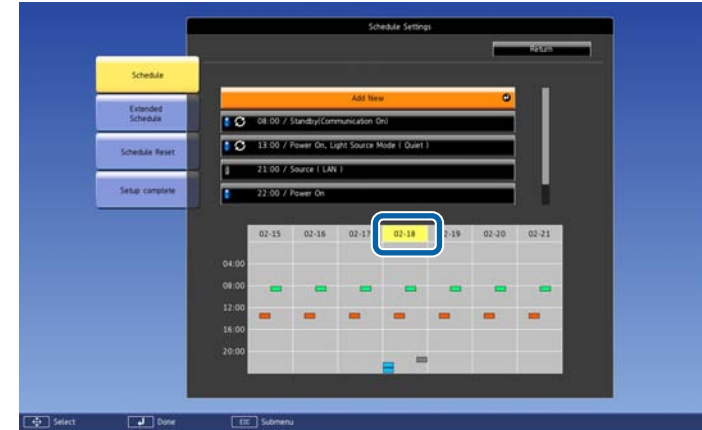 Schedule Settings
Return
Schedule
Extended
Schedule
Schedule Reset
Setup complete
Add New
08:00 / Standby(Communication On)
13:00 / Power On, Light Source Mode ( Quiet )
21:00 / Source ( LAN )
22:00 / Power On
02-15 02-16 02-17 02-18 2-19 02-20 02-21
04:00
08:00
12:00
16:00
20:00
Select Done ESC Submenu